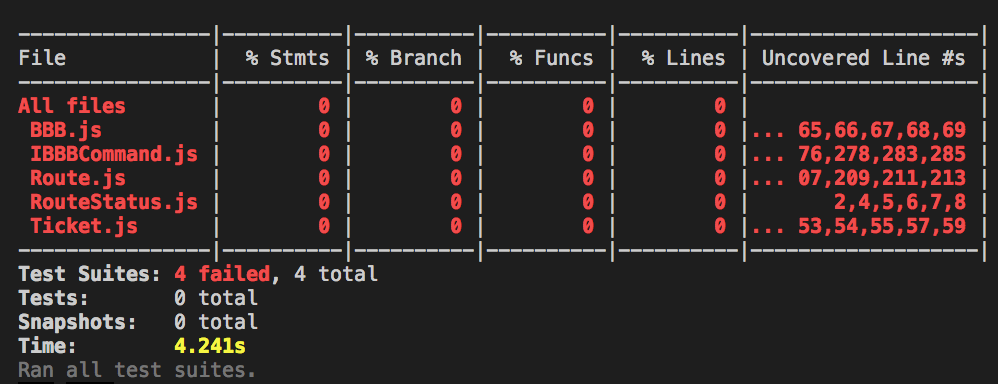 File | % Stmts | % Branch | % Funcs | % Lines | Uncovered Line #s |
All files | 0 | 0 | 0 | 0 | |
BBB.js | 0 | 0 | 0 | 0 |... 65,66,67,68,69 |
IBBBCommand.js | 0 | 0 | 0 | 0 |... 76,278,283,285 |
Route.js | 0 | 0 | 0 | 0 |... 07,209,211,213 |
RouteStatus.js | 0 | 0 | 0 | 0 | 2,4,5,6,7,8 |
Ticket.js | 0 | 0 | 0 | 0 |... 53,54,55,57,59 |
Test Suites: 4 failed, 4 total
Tests: 0 total
Snapshots: 0 total
Time: 4.241s
Ran all test suites.